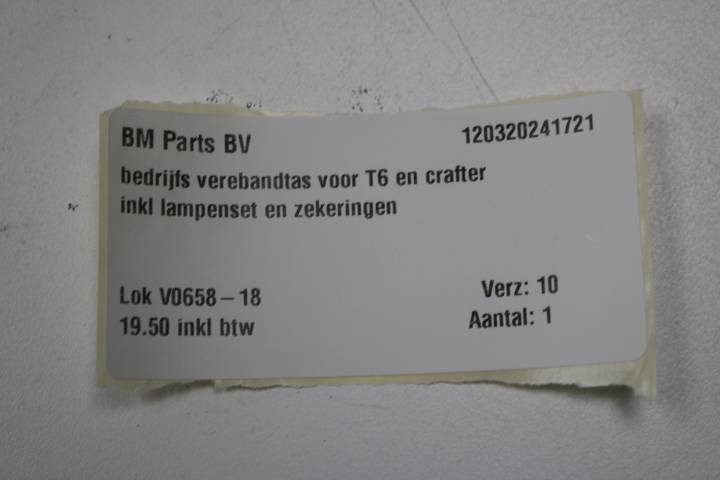 BM Parts BV
120320241721
bedrijfs verebandtas voor T6 en crafter
inkl lampenset en zekeringen
Lok V0658-18
Verz: 10
19.50 inkl btw
Aantal: 1